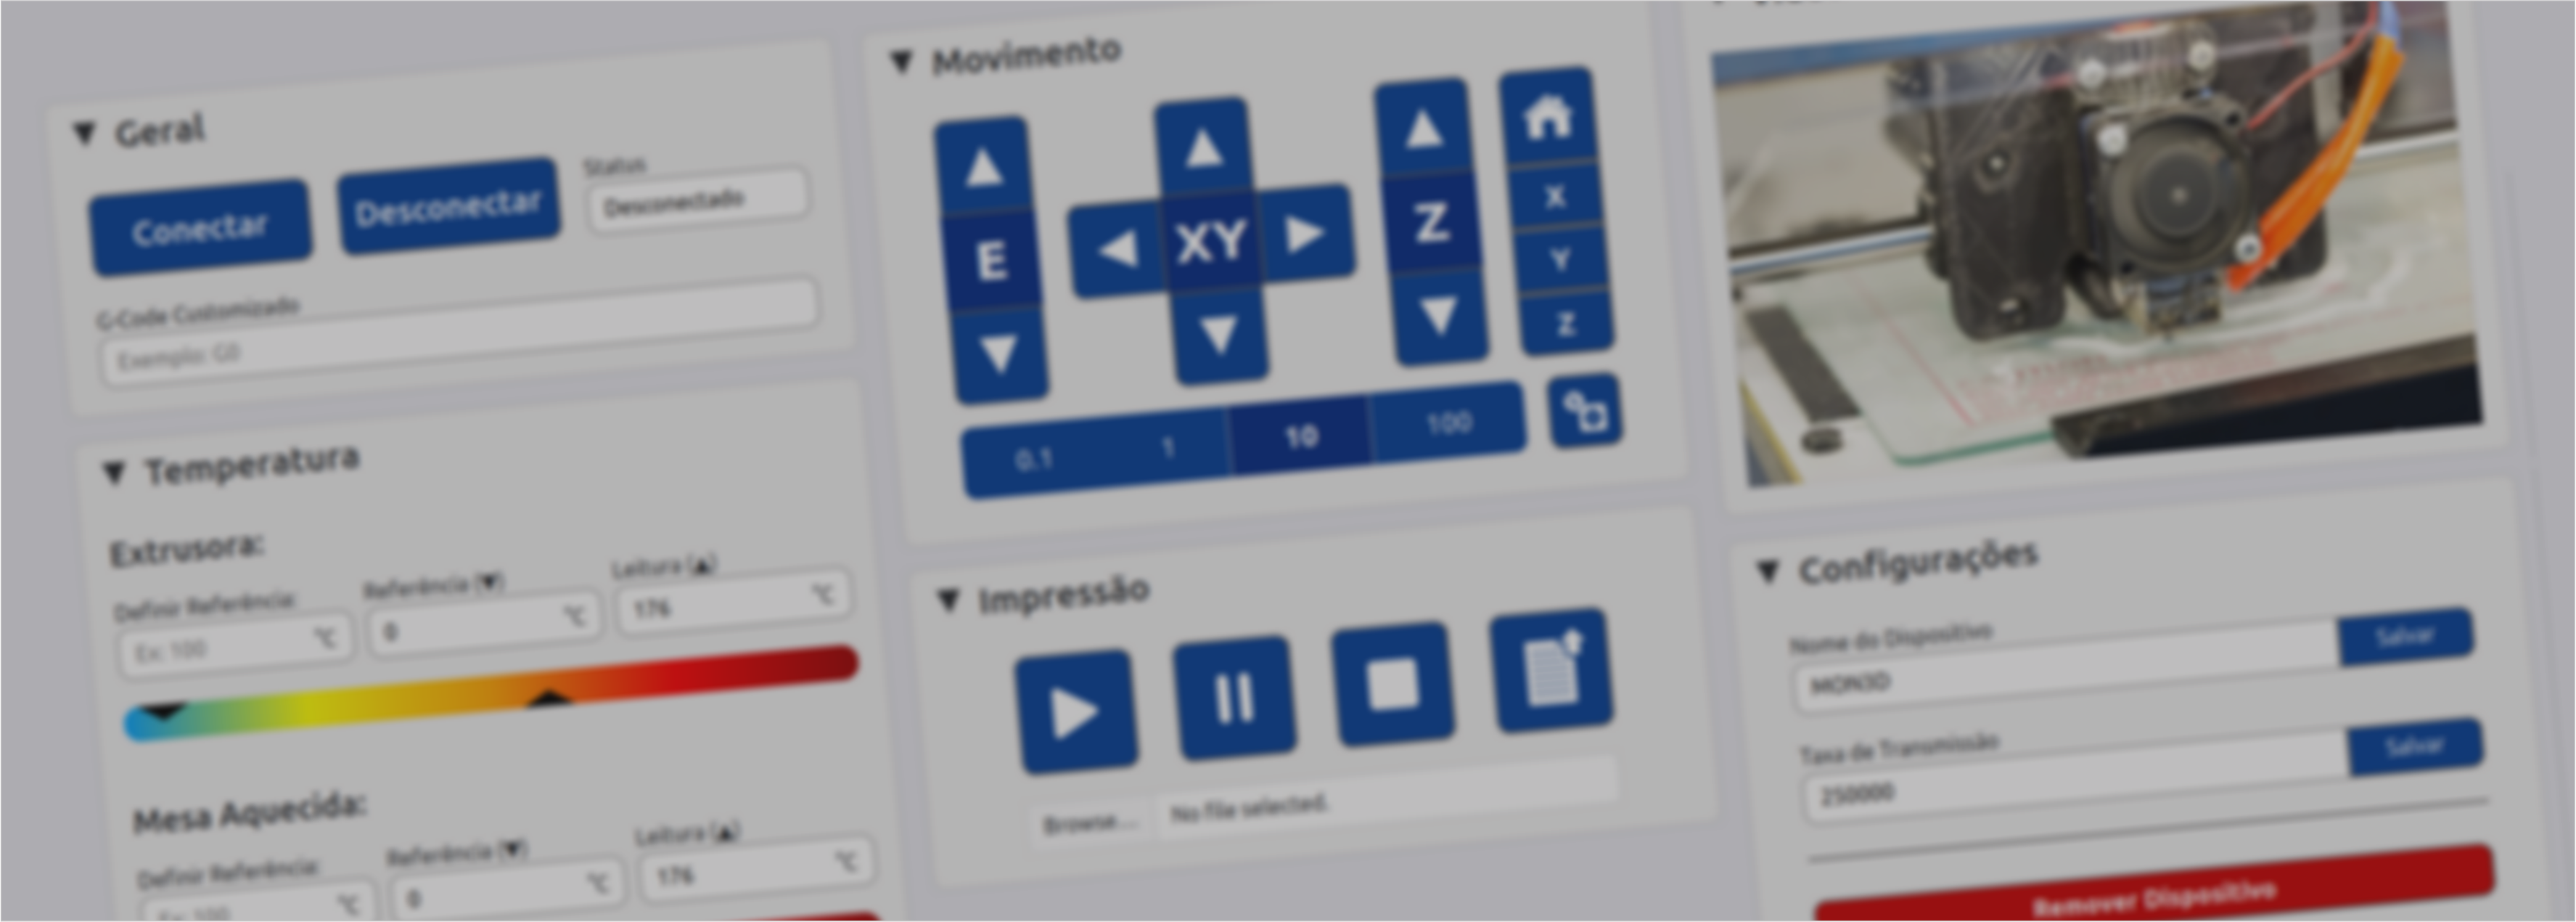 Geral
Conectar
Desconectar
Status
Desconectado
G-Code Customizado
Exemplo: G0
Temperatura
Extrusora:
Definir Referência:
Ex: 100
℃
Referência (▼)
0
℃
Leitura (▲)
176
℃
Mesa Aquecida:
Definir Referência:
Ex: 100
℃
Referência (▼)
0
℃
Leitura (▲)
176
℃
Movimento
E
XY
Z
X
Y
Z
0.1
1
10
100
Impressão
Browse...
No file selected.
Configurações
Nome do Dispositivo
MON3D
Salvar
Taxa de Transmissão
250000
Salvar
Remover Dispositivo